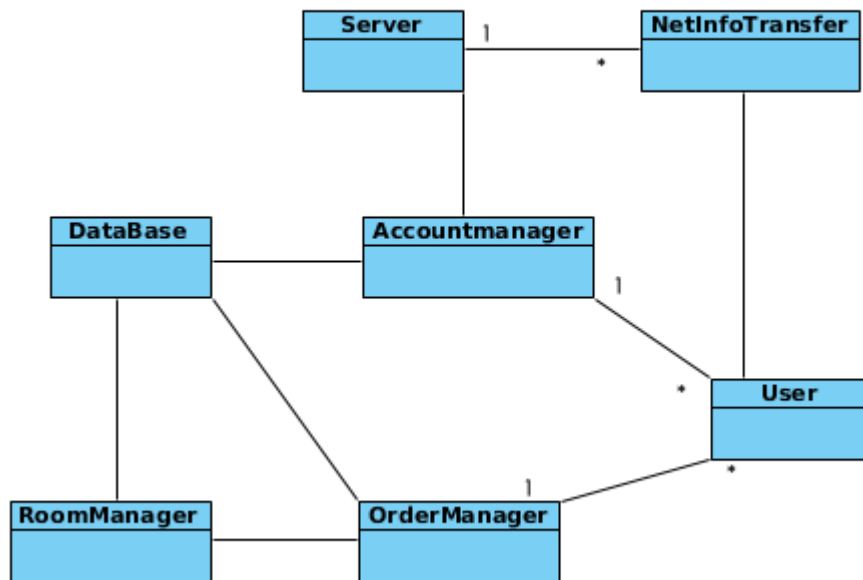 Server
1
NetInfoTransfer
*
DataBase
Accountmanager
1
*
User
*
1
RoomManager
OrderManager